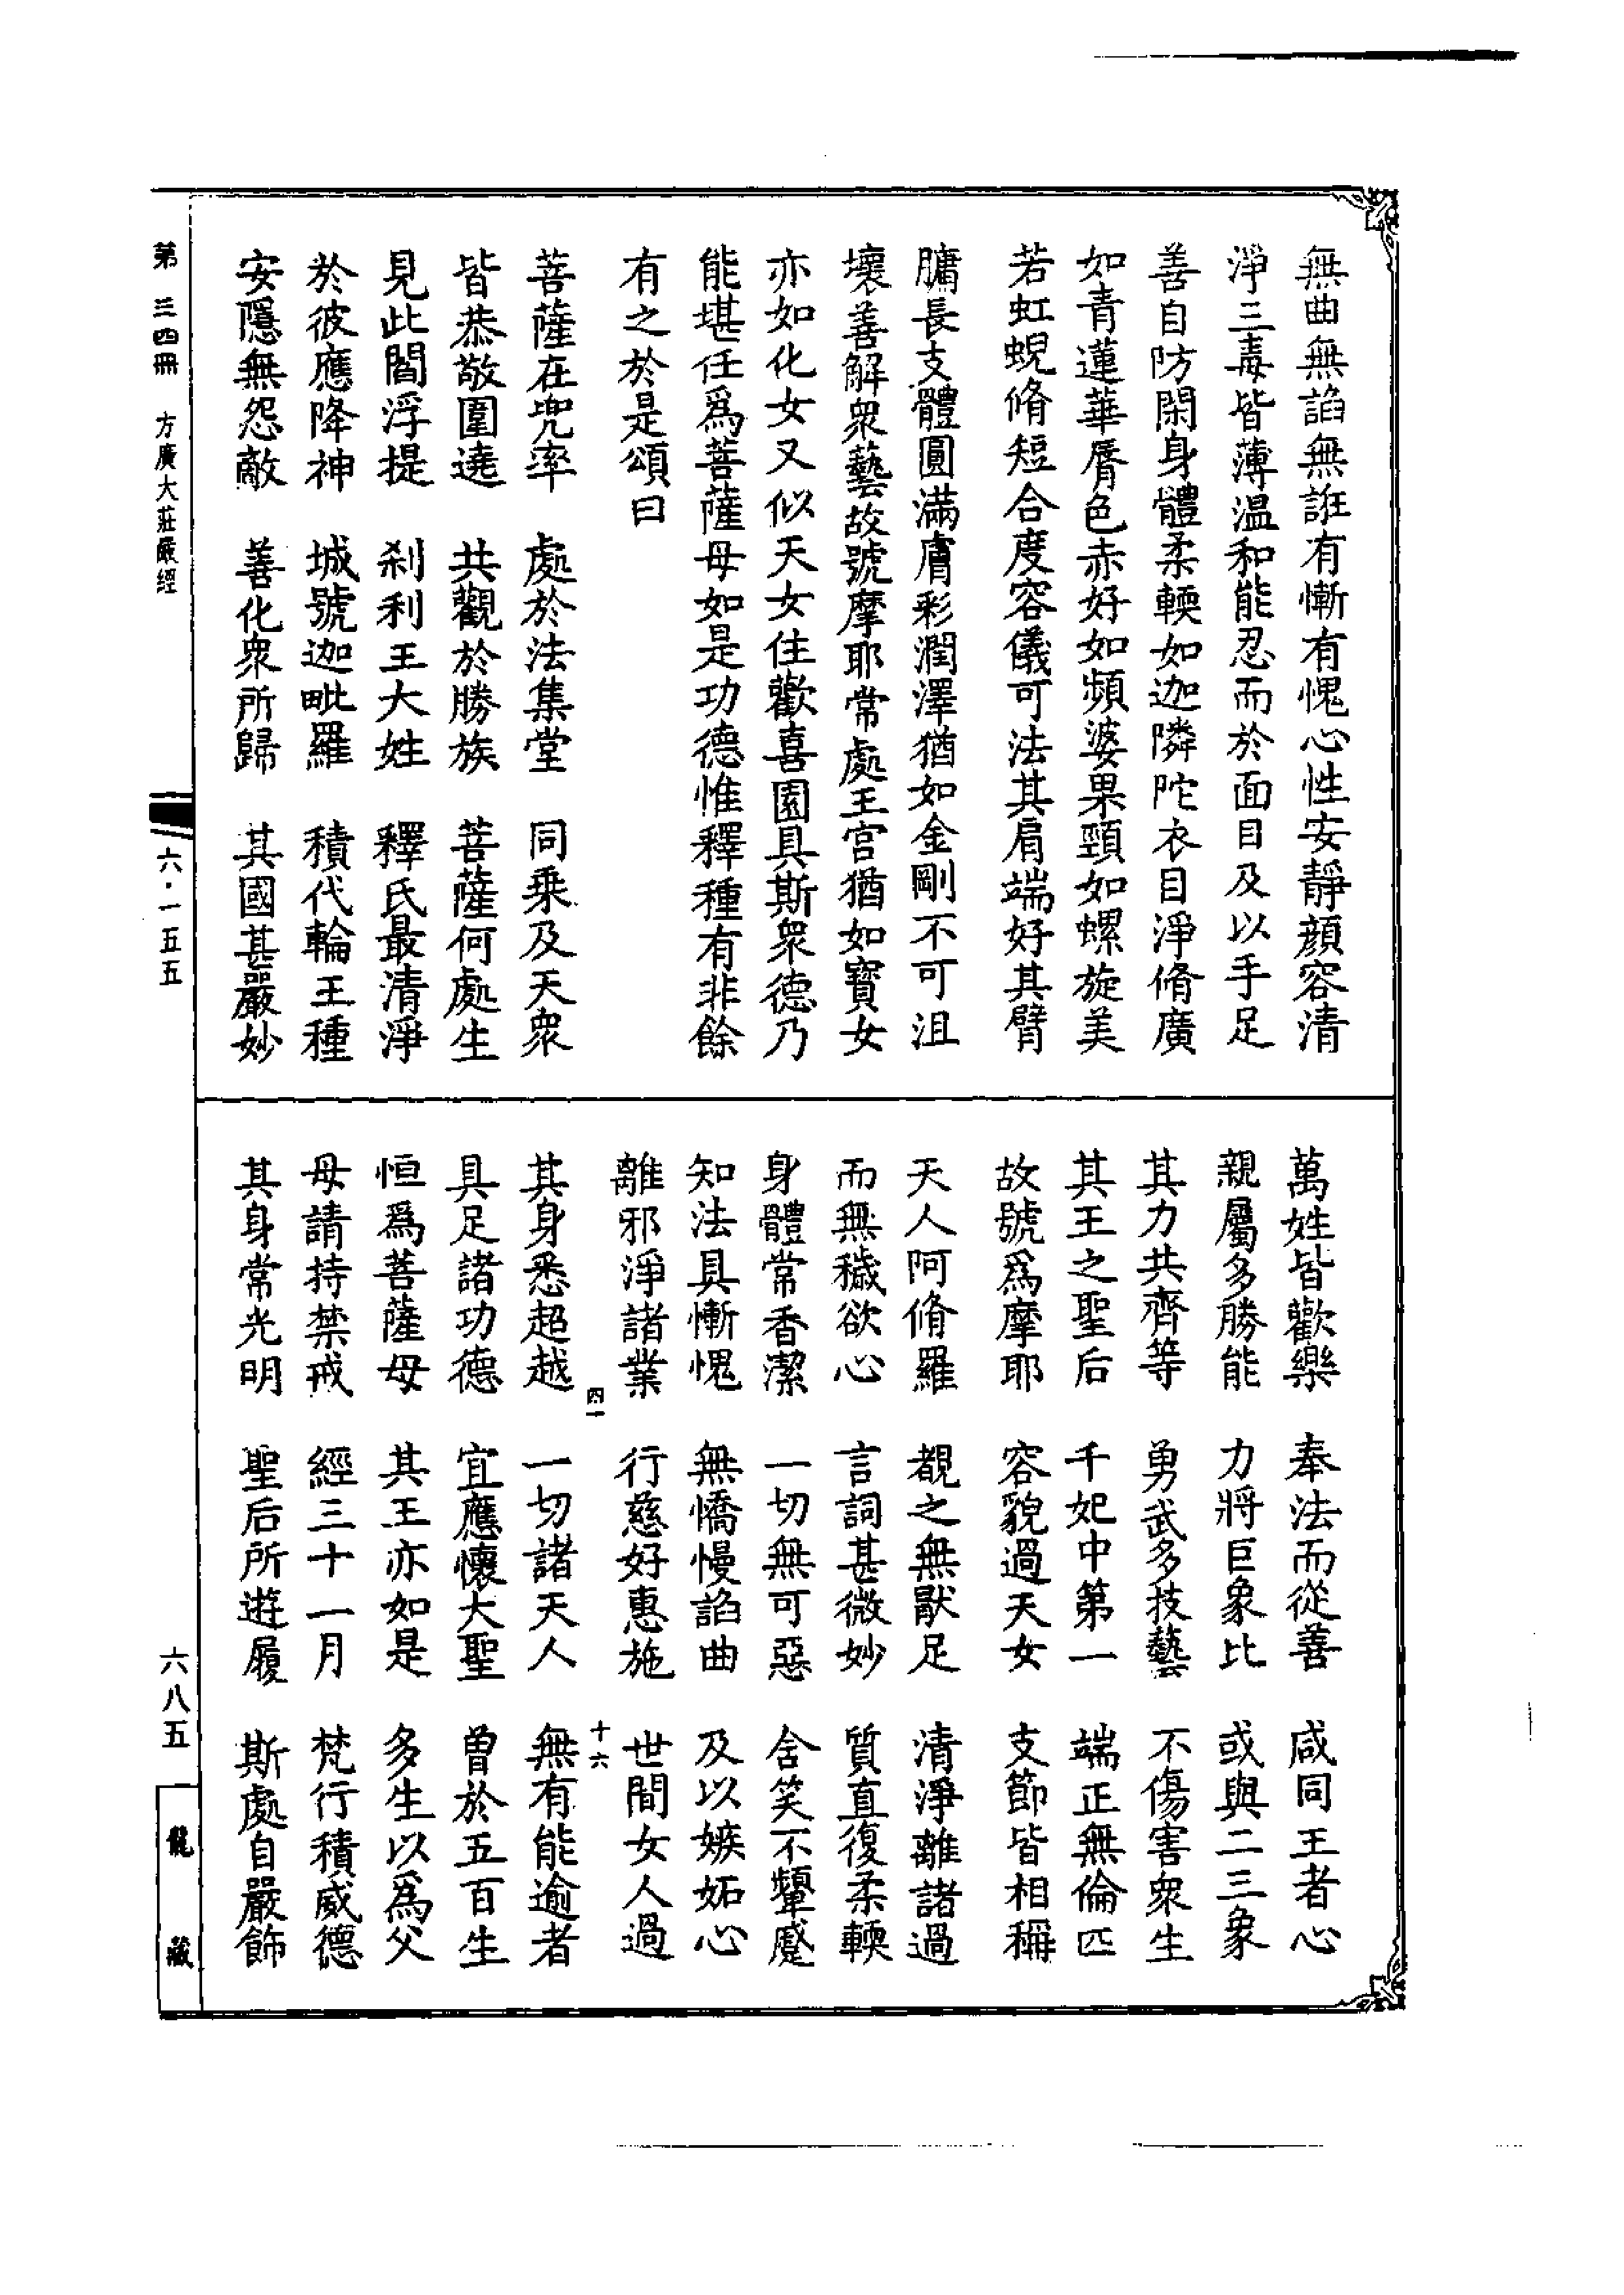 無曲無諂無誑有慚有愧心性安靜顏容清
淨三毒皆薄溫和能忍而於面目及以手足
善自防閑身體柔輭如迦隣陀衣目淨脩廣
如青蓮華脣色赤好如頻婆果頸如螺旋美
若虹蜺脩短合度容儀可法其肩端好其臂
𦟛長支體圓滿膚彩潤澤猶如金剛不可沮
壞善解衆藝故號摩耶常處王宮猶如寶女
亦如化女又似天女住歡喜園具斯衆德乃
能堪任爲菩薩母如是功德惟釋種有非餘
有之於是頌曰
菩薩在兜率　處於法集堂　同乘及天衆
皆恭敬圍遶　共觀於勝族　菩薩何處生
見此閻浮提　刹利王大姓　釋氏最清淨
於彼應降神　城號迦毗羅　積代輪王種
安隱無怨敵　善化衆所歸　其國甚嚴妙
萬姓皆歡樂　奉法而從善　咸同王者心
親屬多勝能　力將巨象比　或與二三象
其力共齊等　勇武多技藝　不傷害衆生
其王之聖后　千妃中第一　端正無倫匹
故號爲摩耶　容貌過天女　支節皆相稱
天人阿脩羅　覩之無猒足　清淨離諸過
而無穢欲心　言詞甚微妙　質直復柔輭
身體常香潔　一切無可惡　含笑不顰蹙
知法具慚愧　無憍慢諂曲　及以嫉妬心
離邪淨諸業　行慈好惠施　世間女人過
四十　十六
其身悉超越　一切諸天人　無有能逾者
具足諸功德　宜應懷大聖　曽於五百生
恒爲菩薩母　其王亦如是　多生以爲父
母請持禁戒　經三十一月　梵行積威德
其身常光明　聖后所遊履　斯處自嚴飾
第三四冊　方廣大莊嚴經　六・一五五　六八五　龍藏